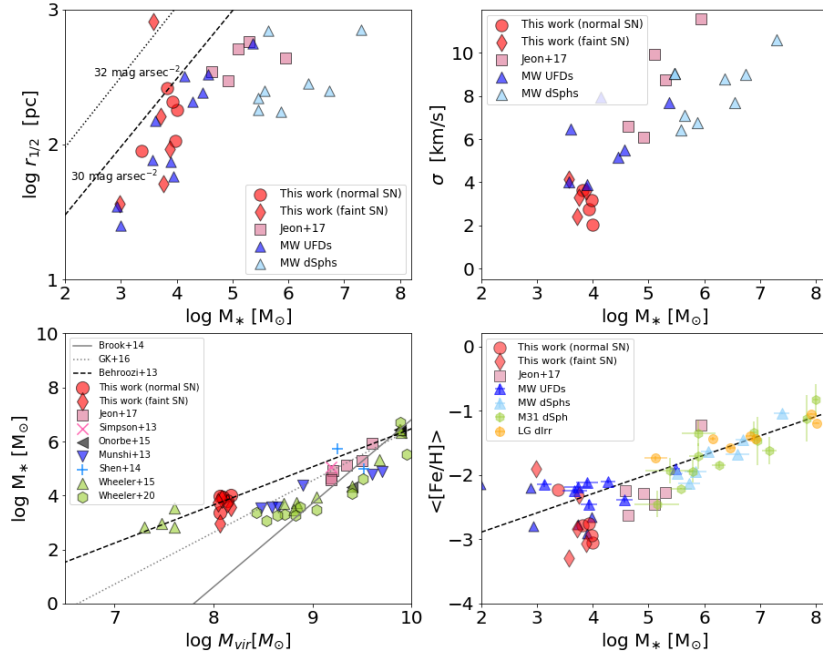 3
2
1
log r1/2 [pc]
32 mag arsec−2
30 mag arsec−2
This work (normal SN)
This work (faint SN)
Jeon+17
MW UFDs
MW dSphs
2 3 4 5 6 7 8
log M∗ [M⊙]
12
10
8
6
4
2
0
σ [km/s]
This work (normal SN)
This work (faint SN)
Jeon+17
MW UFDs
MW dSphs
2 3 4 5 6 7 8
log M∗ [M⊙]
10
8
6
4
2
0
log M∗ [M⊙]
Brook+14
GK+16
Behroozi+13
This work (normal SN)
This work (faint SN)
Jeon+17
Simpson+13
Onorbe+15
Munshi+13
Shen+14
Wheeler+15
Wheeler+20
7 8 9 10
log Mvir[M⊙]
0
−1
−2
−3
−4
<[Fe/H]>
This work (normal SN)
This work (faint SN)
Jeon+17
MW UFDs
MW dSphs
M31 dSph
LG dIrr
2 3 4 5 6 7 8
log M∗ [M⊙]